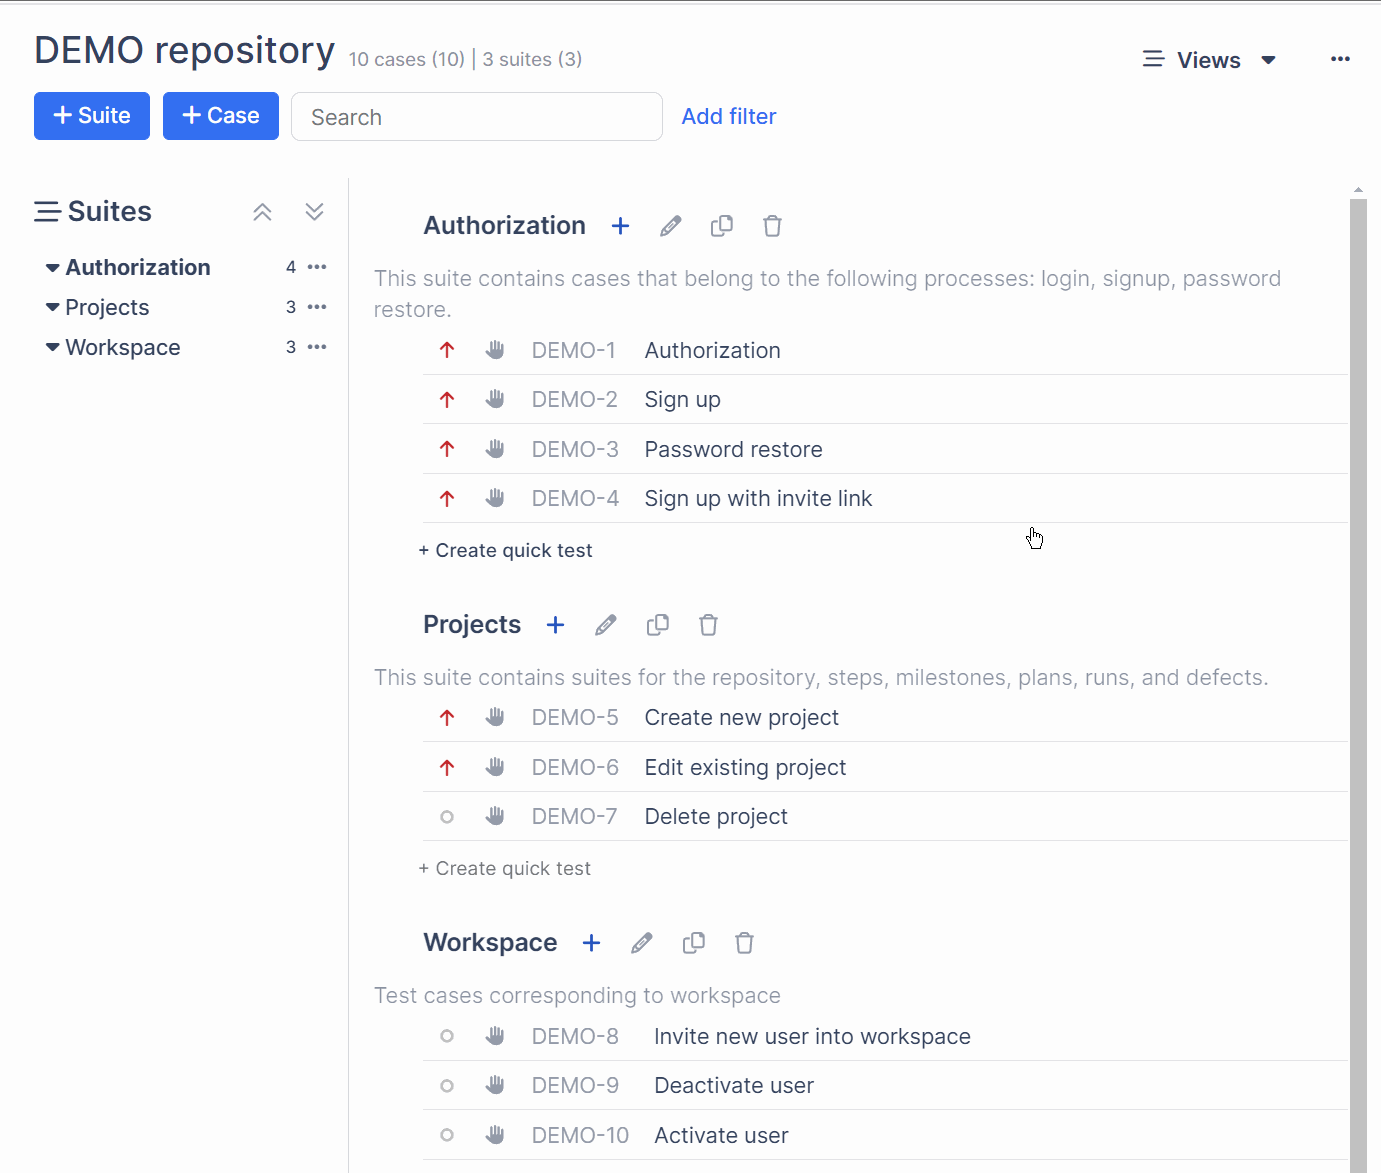 DEMO repository 10 cases (10) | 3 suites (3)
Views
+ Suite
+ Case
Search
Add filter
Suites
Authorization 4
Projects 3
Workspace 3
Authorization
This suite contains cases that belong to the following processes: login, signup, password
restore.
DEMO-1 Authorization
DEMO-2 Sign up
DEMO-3 Password restore
DEMO-4 Sign up with invite link
+ Create quick test
Projects
This suite contains suites for the repository, steps, milestones, plans, runs, and defects.
DEMO-5 Create new project
DEMO-6 Edit existing project
DEMO-7 Delete project
+ Create quick test
Workspace
Test cases corresponding to workspace
DEMO-8 Invite new user into workspace
DEMO-9 Deactivate user
DEMO-10 Activate user